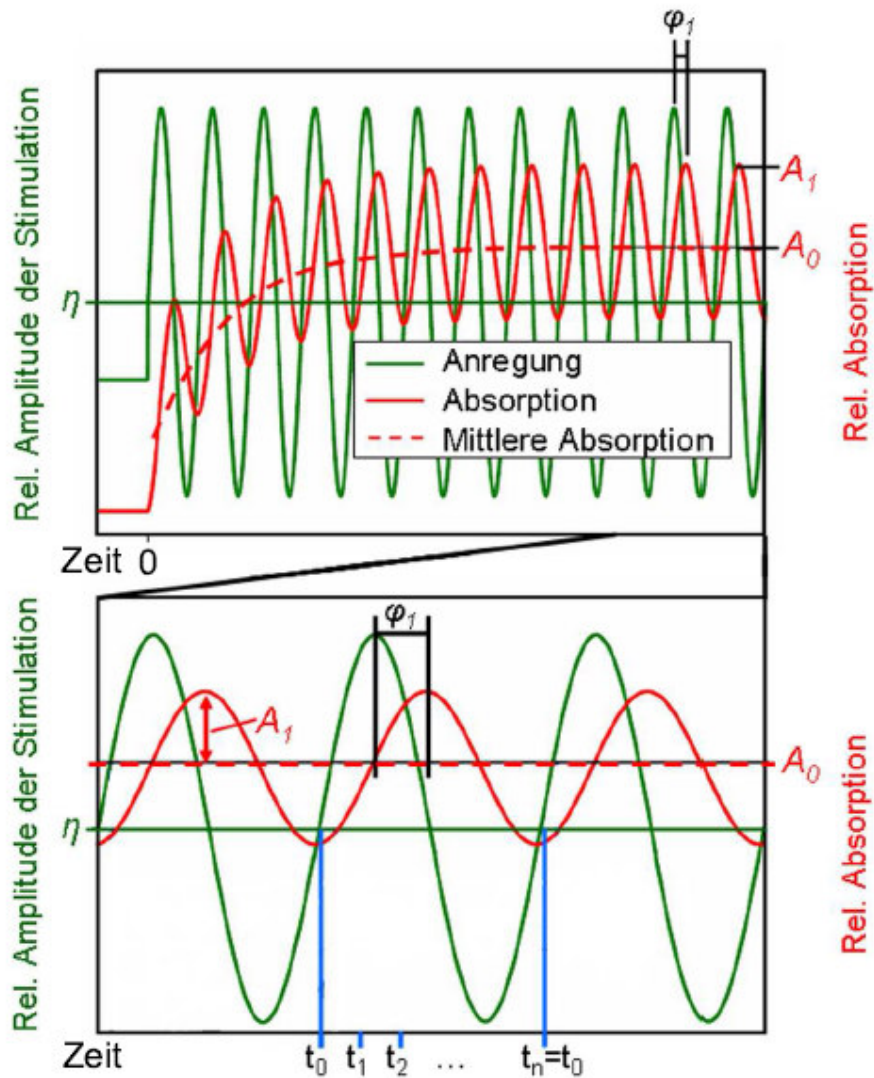 φ₁
Rel. Amplitude der Stimulation
η
A₁
A₀
Rel. Absorption
Anregung
Absorption
Mittlere Absorption
Zeit 0
Rel. Amplitude der Stimulation
φ₁
A₁
A₀
η
Rel. Absorption
Zeit
t₀ t₁ t₂ ... tₙ=t₀